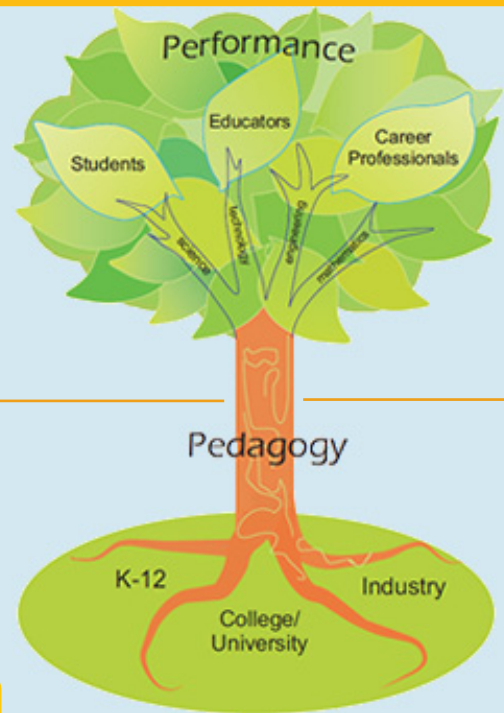 Performance
Educators
Students
Career
Professionals
science
technology
engineering
mathematics
Pedagogy
K-12
Industry
College/
University